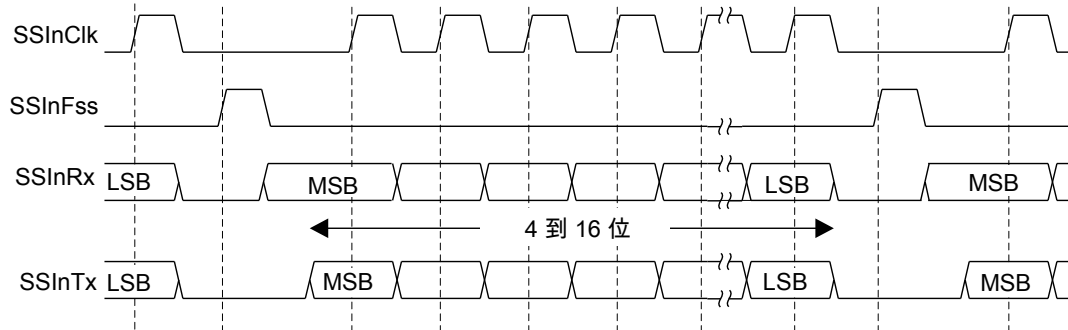 SSInClk
SSInFss
SSInRx LSB MSB LSB MSB
4 到 16 位
SSInTx LSB MSB LSB MSB